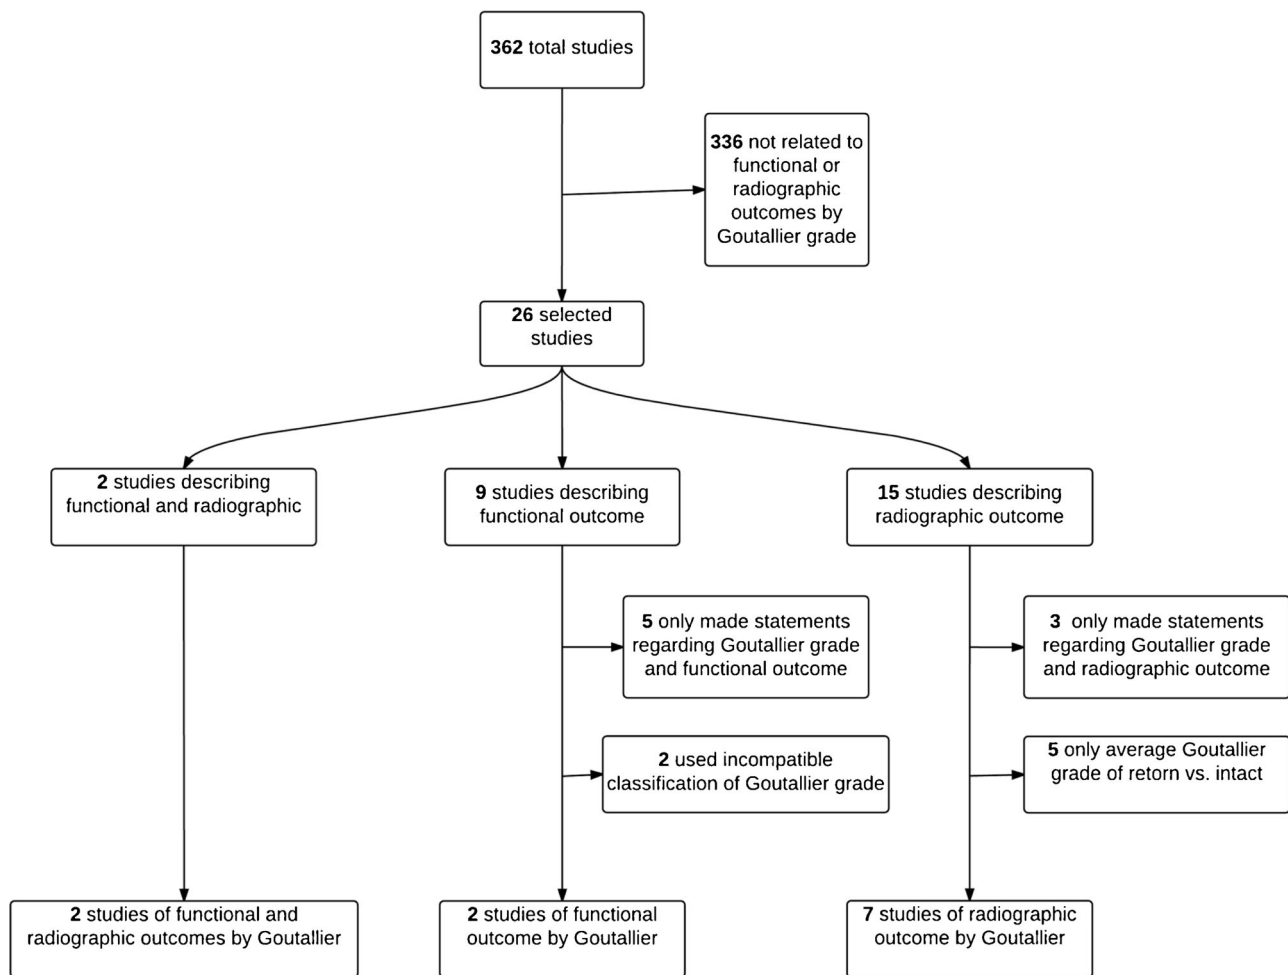 362 total studies
336 not related to
functional or
radiographic
outcomes by
Goutallier grade
26 selected
studies
2 studies describing
functional and radiographic
9 studies describing
functional outcome
15 studies describing
radiographic outcome
5 only made statements
regarding Goutallier grade
and functional outcome
3 only made statements
regarding Goutallier grade
and radiographic outcome
2 used incompatible
classification of Goutallier grade
5 only average Goutallier
grade of retorn vs. intact
2 studies of functional and
radiographic outcomes by Goutallier
2 studies of functional
outcome by Goutallier
7 studies of radiographic
outcome by Goutallier